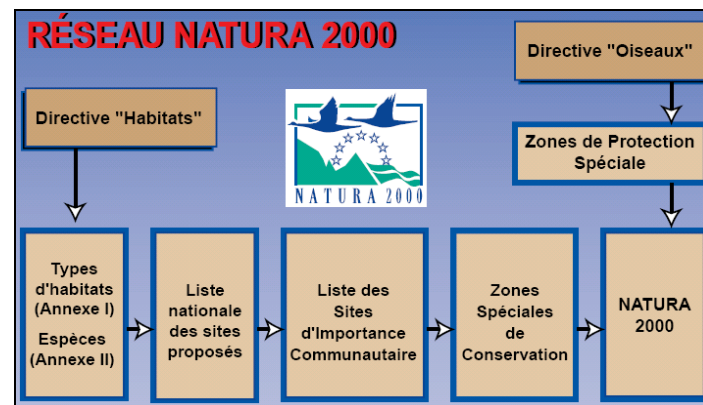 RÉSEAU NATURA 2000
Directive "Oiseaux"
Directive "Habitats"
NATURA 2000
Zones de Protection
Spéciale
Types
d'habitats
(Annexe I)
Espèces
(Annexe II)
Liste
nationale
des sites
proposés
Liste des
Sites
d'Importance
Communautaire
Zones
Spéciales
de
Conservation
NATURA
2000